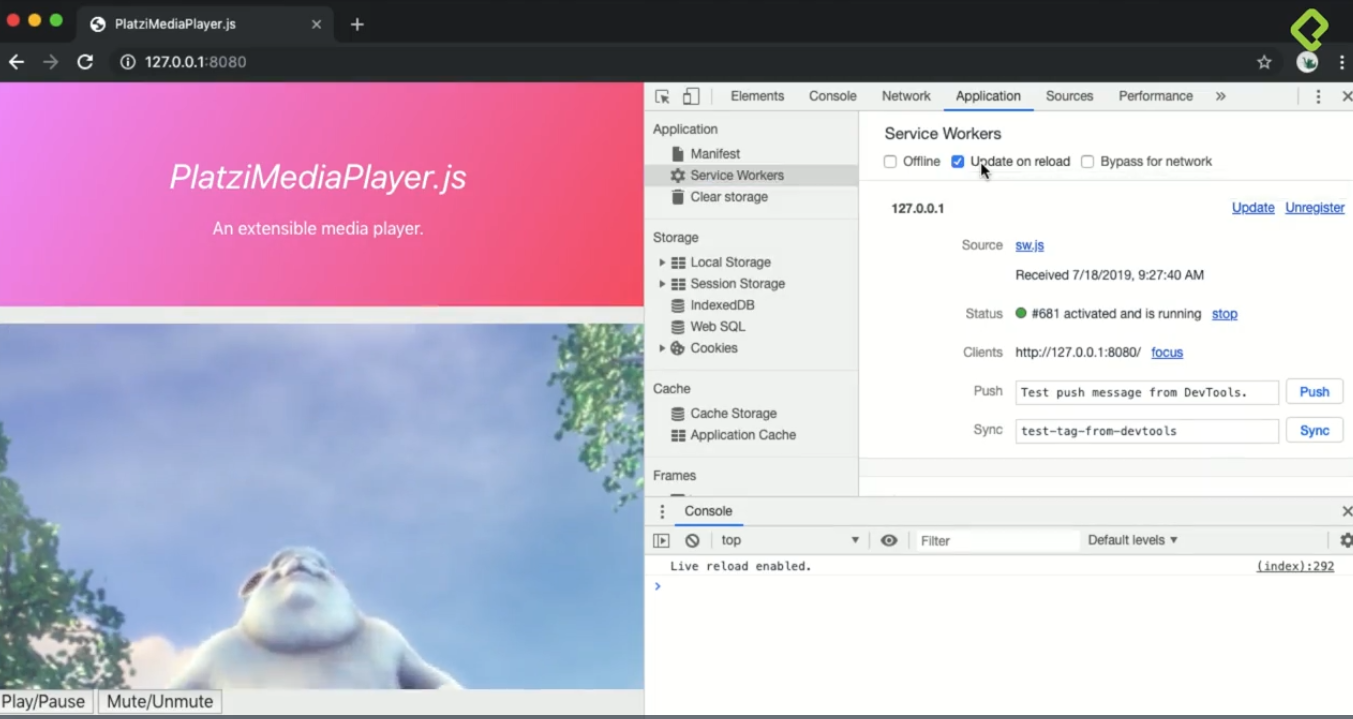 PlatziMediaPlayer.js
127.0.0.1:8080
PlatziMediaPlayer.js
An extensible media player.
Play/Pause
Mute/Unmute
Elements
Console
Network
Application
Sources
Performance
»
Application
Manifest
Service Workers
Clear storage
Storage
Local Storage
Session Storage
IndexedDB
Web SQL
Cookies
Cache
Cache Storage
Application Cache
Frames
Service Workers
Offline
Update on reload
Bypass for network
127.0.0.1
Update
Unregister
Source
sw.js
Received 7/18/2019, 9:27:40 AM
Status
#681 activated and is running
stop
Clients
http://127.0.0.1:8080/
focus
Push
Test push message from DevTools.
Push
Sync
test-tag-from-devtools
Sync
Console
top
Filter
Default levels
Live reload enabled.
(index):292